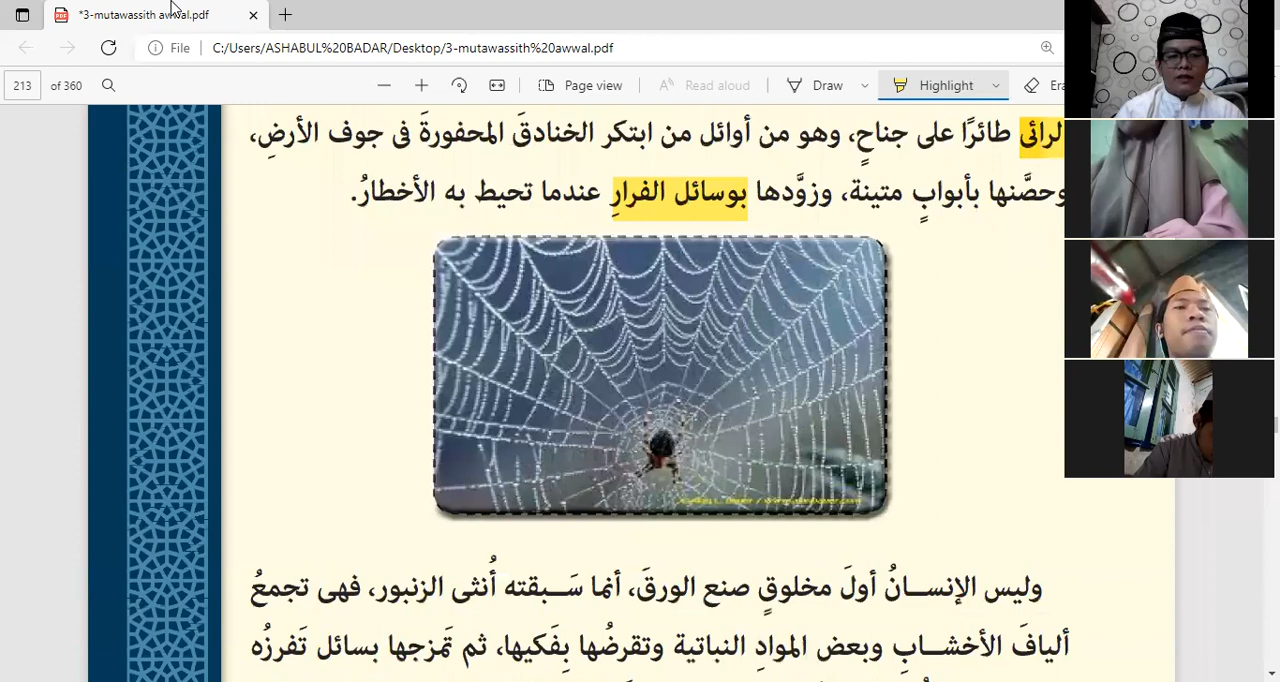 *3-mutawassith awwal.pdf
File
C:/Users/ASHABUL%20BADAR/Desktop/3-mutawassith%20awwal.pdf
213 of 360
Page view
Read aloud
Draw
Highlight
Era
الرائى طائرًا على جناحٍ، وهو من أوائل من ابتكر الخنادقَ المحفورةَ فى جوف الأرضِ،
وحصَّنها بأبوابٍ متينة، وزوَّدها بوسائل الفرارِ عندما تحيط به الأخطارُ.
وليس الإنســانُ أولَ مخلوقٍ صنع الورقَ، أنما سَــبقته أُنثى الزنبور، فهى تجمعُ
أليافَ الأخشــابِ وبعض الموادِ النباتية وتقرضُها بِفَكيها، ثم تَمزجها بسائل تَفرزُه